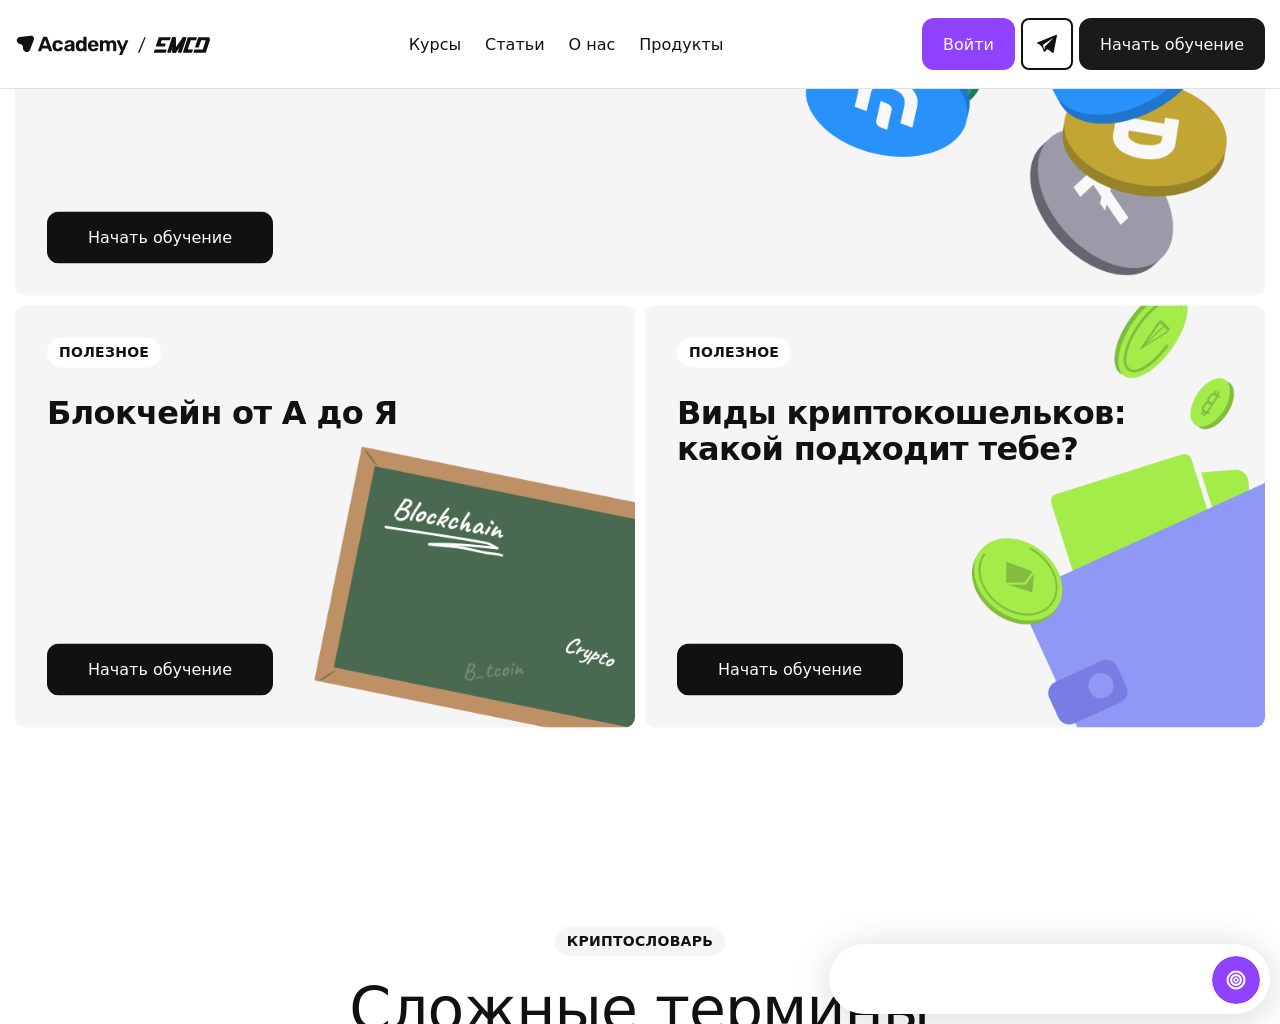 Academy / EMCD
Курсы Статьи О нас Продукты
Войти
Начать обучение
Начать обучение
ПОЛЕЗНОЕ
Блокчейн от А до Я
Blockchain
Crypto
B_tcoin
Начать обучение
ПОЛЕЗНОЕ
Виды криптокошельков:
какой подходит тебе?
Начать обучение
КРИПТОСЛОВАРЬ
Сложные термины